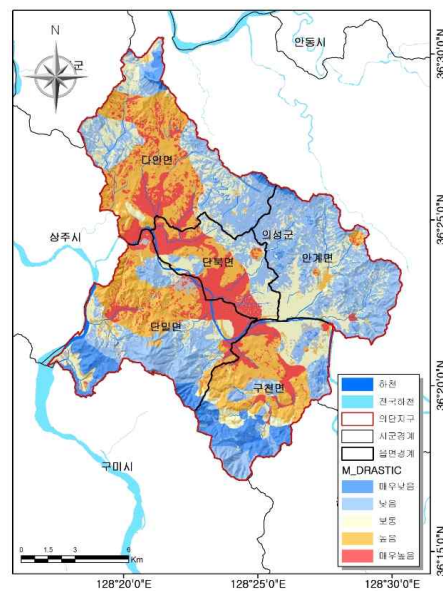 N
군
안동시
다인면
상주시
의성군
단북면
안계면
단밀면
구천면
구미시
하천
전국하천
의단지구
시군경계
읍면경계
M_DRASTIC
매우낮음
낮음
보통
높음
매우높음
0 1.5 3 6
Km
36°30'0"N
36°25'0"N
36°20'0"N
36°15'0"N
128°20'0"E
128°25'0"E
128°30'0"E